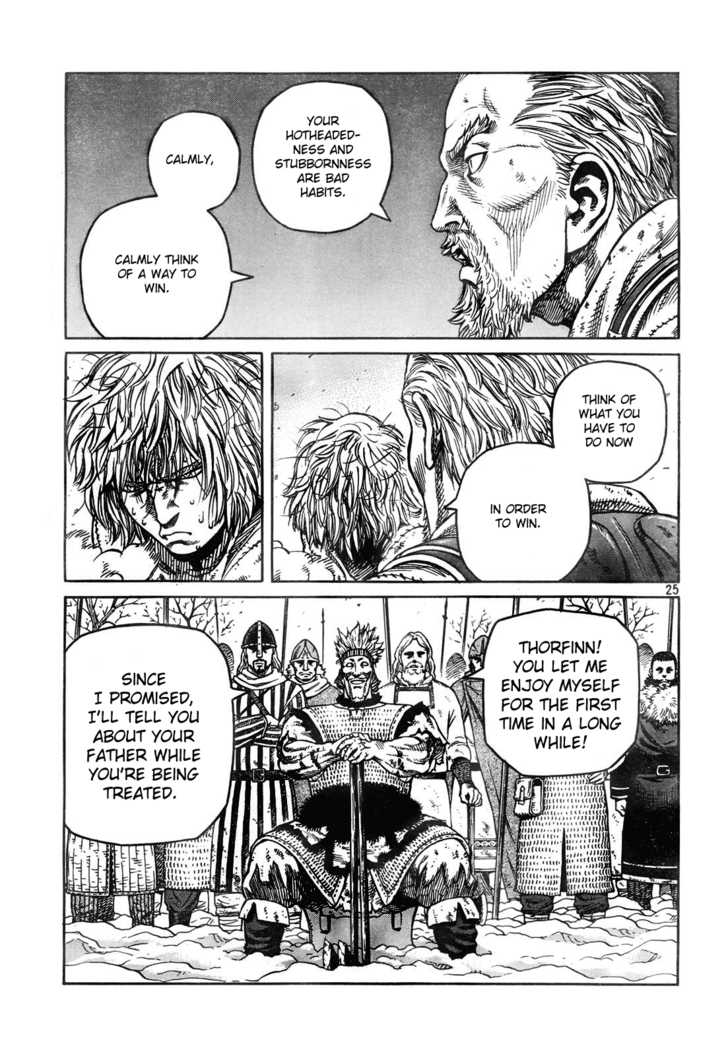 YOUR
HOTHEADED-
NESS AND
STUBBORNNESS
ARE BAD
HABITS.
CALMLY,
CALMLY THINK
OF A WAY TO
WIN.
THINK OF
WHAT YOU
HAVE TO
DO NOW
IN ORDER
TO WIN.
25
THORFINN!
YOU LET ME
ENJOY MYSELF
FOR THE FIRST
TIME IN A LONG
WHILE!
SINCE
I PROMISED,
I'LL TELL YOU
ABOUT YOUR
FATHER WHILE
YOU'RE BEING
TREATED.